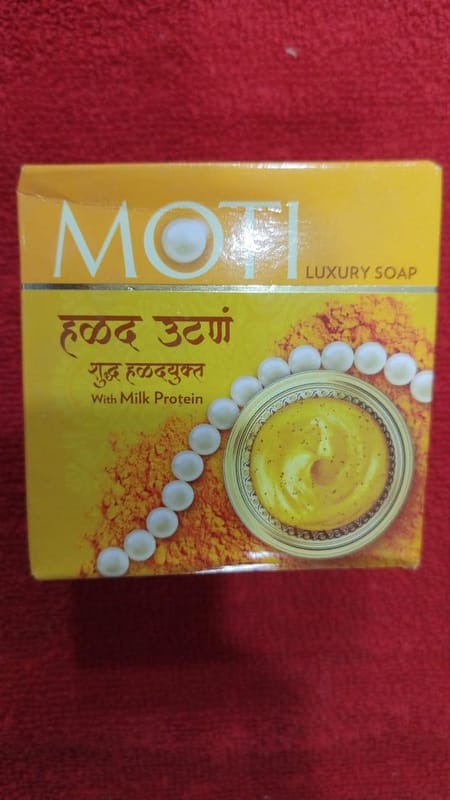 MOTI
LUXURY SOAP
हळद उटणं
शुद्ध हळदयुक्त
With Milk Protein